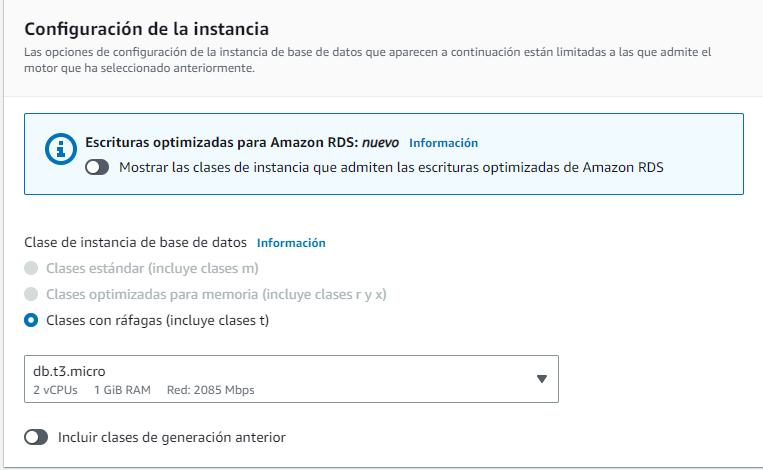 Configuración de la instancia
Las opciones de configuración de la instancia de base de datos que aparecen a continuación están limitadas a las que admite el
motor que ha seleccionado anteriormente.
Escrituras optimizadas para Amazon RDS: nuevo Información
Mostrar las clases de instancia que admiten las escrituras optimizadas de Amazon RDS
Clase de instancia de base de datos Información
Clases estándar (incluye clases m)
Clases optimizadas para memoria (incluye clases r y x)
Clases con ráfagas (incluye clases t)
db.t3.micro
2 vCPUs 1 GiB RAM Red: 2085 Mbps
Incluir clases de generación anterior